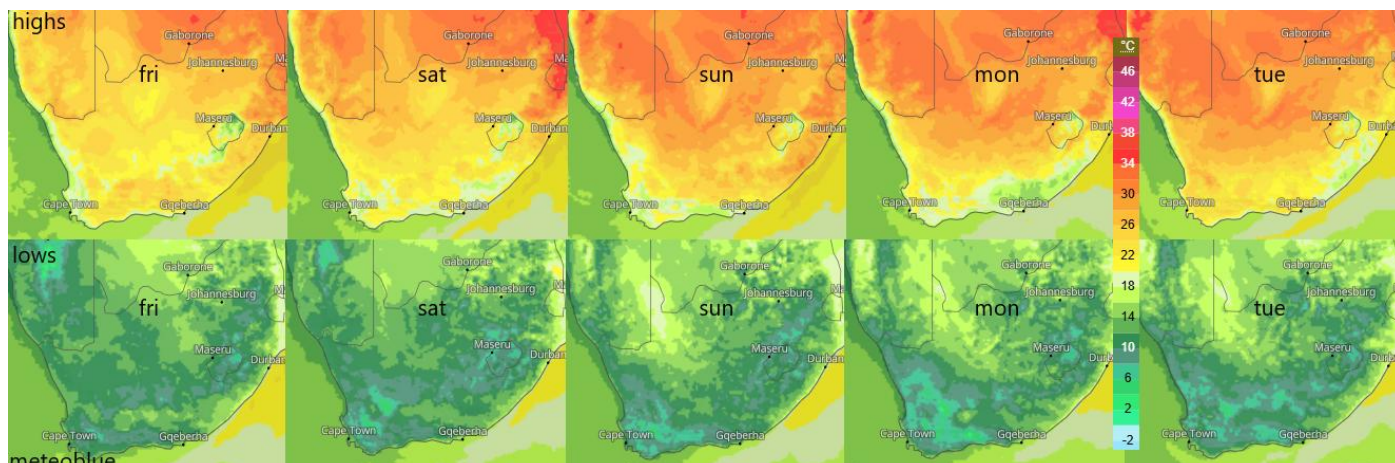 highs
Gaborone
Johannesburg
fri
Maseru
Durban
Cape Town
Gqeberha
Gaborone
Johannesburg
sat
Maseru
Durban
Cape Town
Gqeberha
Gaborone
Johannesburg
sun
Maseru
Durban
Cape Town
Gqeberha
Gaborone
Johannesburg
mon
Maseru
Cape Town
Gqeberha
°C
46
42
38
34
30
26
22
18
14
10
6
2
-2
Gaborone
Johannesburg
tue
Maseru
Durban
Cape Town
Gqeberha
lows
Gaborone
Johannesburg
fri
Maseru
Durban
Cape Town
Gqeberha
meteoblue
Gaborone
Johannesburg
sat
Maseru
Durban
Cape Town
Gqeberha
Gaborone
Johannesburg
sun
Maseru
Durban
Cape Town
Gqeberha
Gaborone
Johannesburg
mon
Maseru
Cape Town
Gqeberha
Gaborone
Johannesburg
tue
Maseru
Durban
Cape Town
Gqeberha